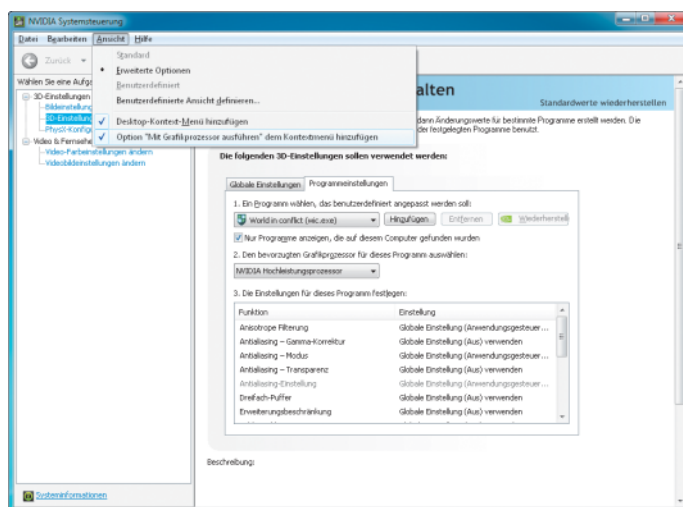 NVIDIA Systemsteuerung
Datei Bearbeiten Ansicht Hilfe
Zurück
Standard
Erweiterte Optionen
Benutzerdefiniert
Benutzerdefinierte Ansicht definieren...
Desktop-Kontext-Menü hinzufügen
Option "Mit Grafikprozessor ausführen" dem Kontextmenü hinzufügen
Wählen Sie eine Aufg
3D-Einstellungen
Bildeinstellung
3D-Einstellung
PhysX-Konfigu
Video & Fernsehe
Video-Farbeinstellungen ändern
Videobildeinstellungen ändern
alten
Standardwerte wiederherstellen
dann Änderungswerte für bestimmte Programme erstellt werden. Die
der festgelegten Programme benutzt.
Die folgenden 3D-Einstellungen sollen verwendet werden:
Globale Einstellungen Programmeinstellungen
1. Ein Programm wählen, das benutzerdefiniert angepasst werden soll:
World in conflict (wic.exe) Hinzufügen Entfernen Wiederherstell
Nur Programme anzeigen, die auf diesem Computer gefunden wurden
2. Den bevorzugten Grafikprozessor für dieses Programm auswählen:
NVIDIA Hochleistungsprozessor
3. Die Einstellungen für dieses Programm festlegen:
Funktion Einstellung
Anisotrope Filterung Globale Einstellung (Anwendungsgesteuer...
Antialiasing – Gamma-Korrektur Globale Einstellung (Aus) verwenden
Antialiasing – Modus Globale Einstellung (Anwendungsgesteuer...
Antialiasing – Transparenz Globale Einstellung (Aus) verwenden
Antialiasing-Einstellung Globale Einstellung (Anwendungsgesteuer...
Dreifach-Puffer Globale Einstellung (Aus) verwenden
Erweiterungsbeschränkung Globale Einstellung (Aus) verwenden
Beschreibung:
Systeminformationen